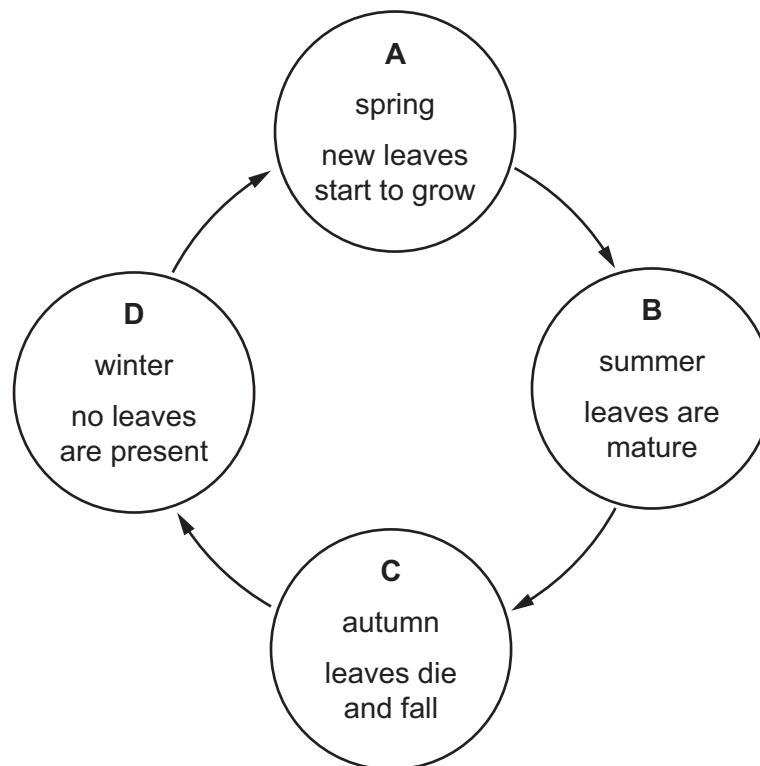 A
spring
new leaves
start to grow
B
summer
leaves are
mature
C
autumn
leaves die
and fall
D
winter
no leaves
are present